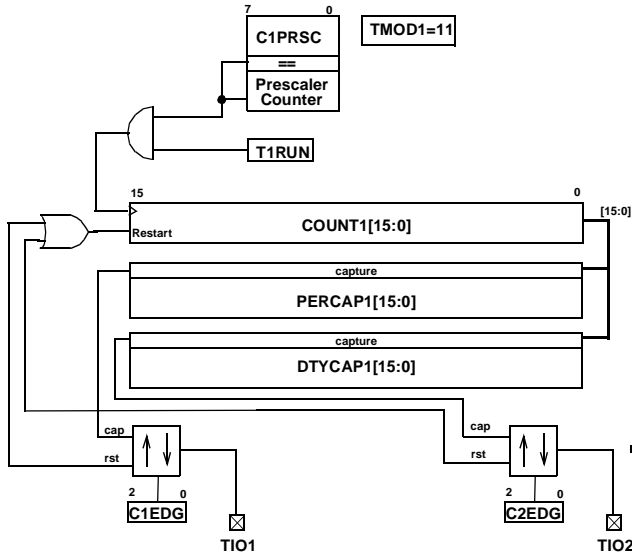 7 0
C1PRSC
TMOD1=11
==
Prescaler
Counter
T1RUN
15 0
[15:0]
COUNT1[15:0]
Restart
capture
PERCAP1[15:0]
capture
DTYCAP1[15:0]
cap
rst
cap
rst
2 0
C1EDG
2 0
C2EDG
TIO1
TIO2